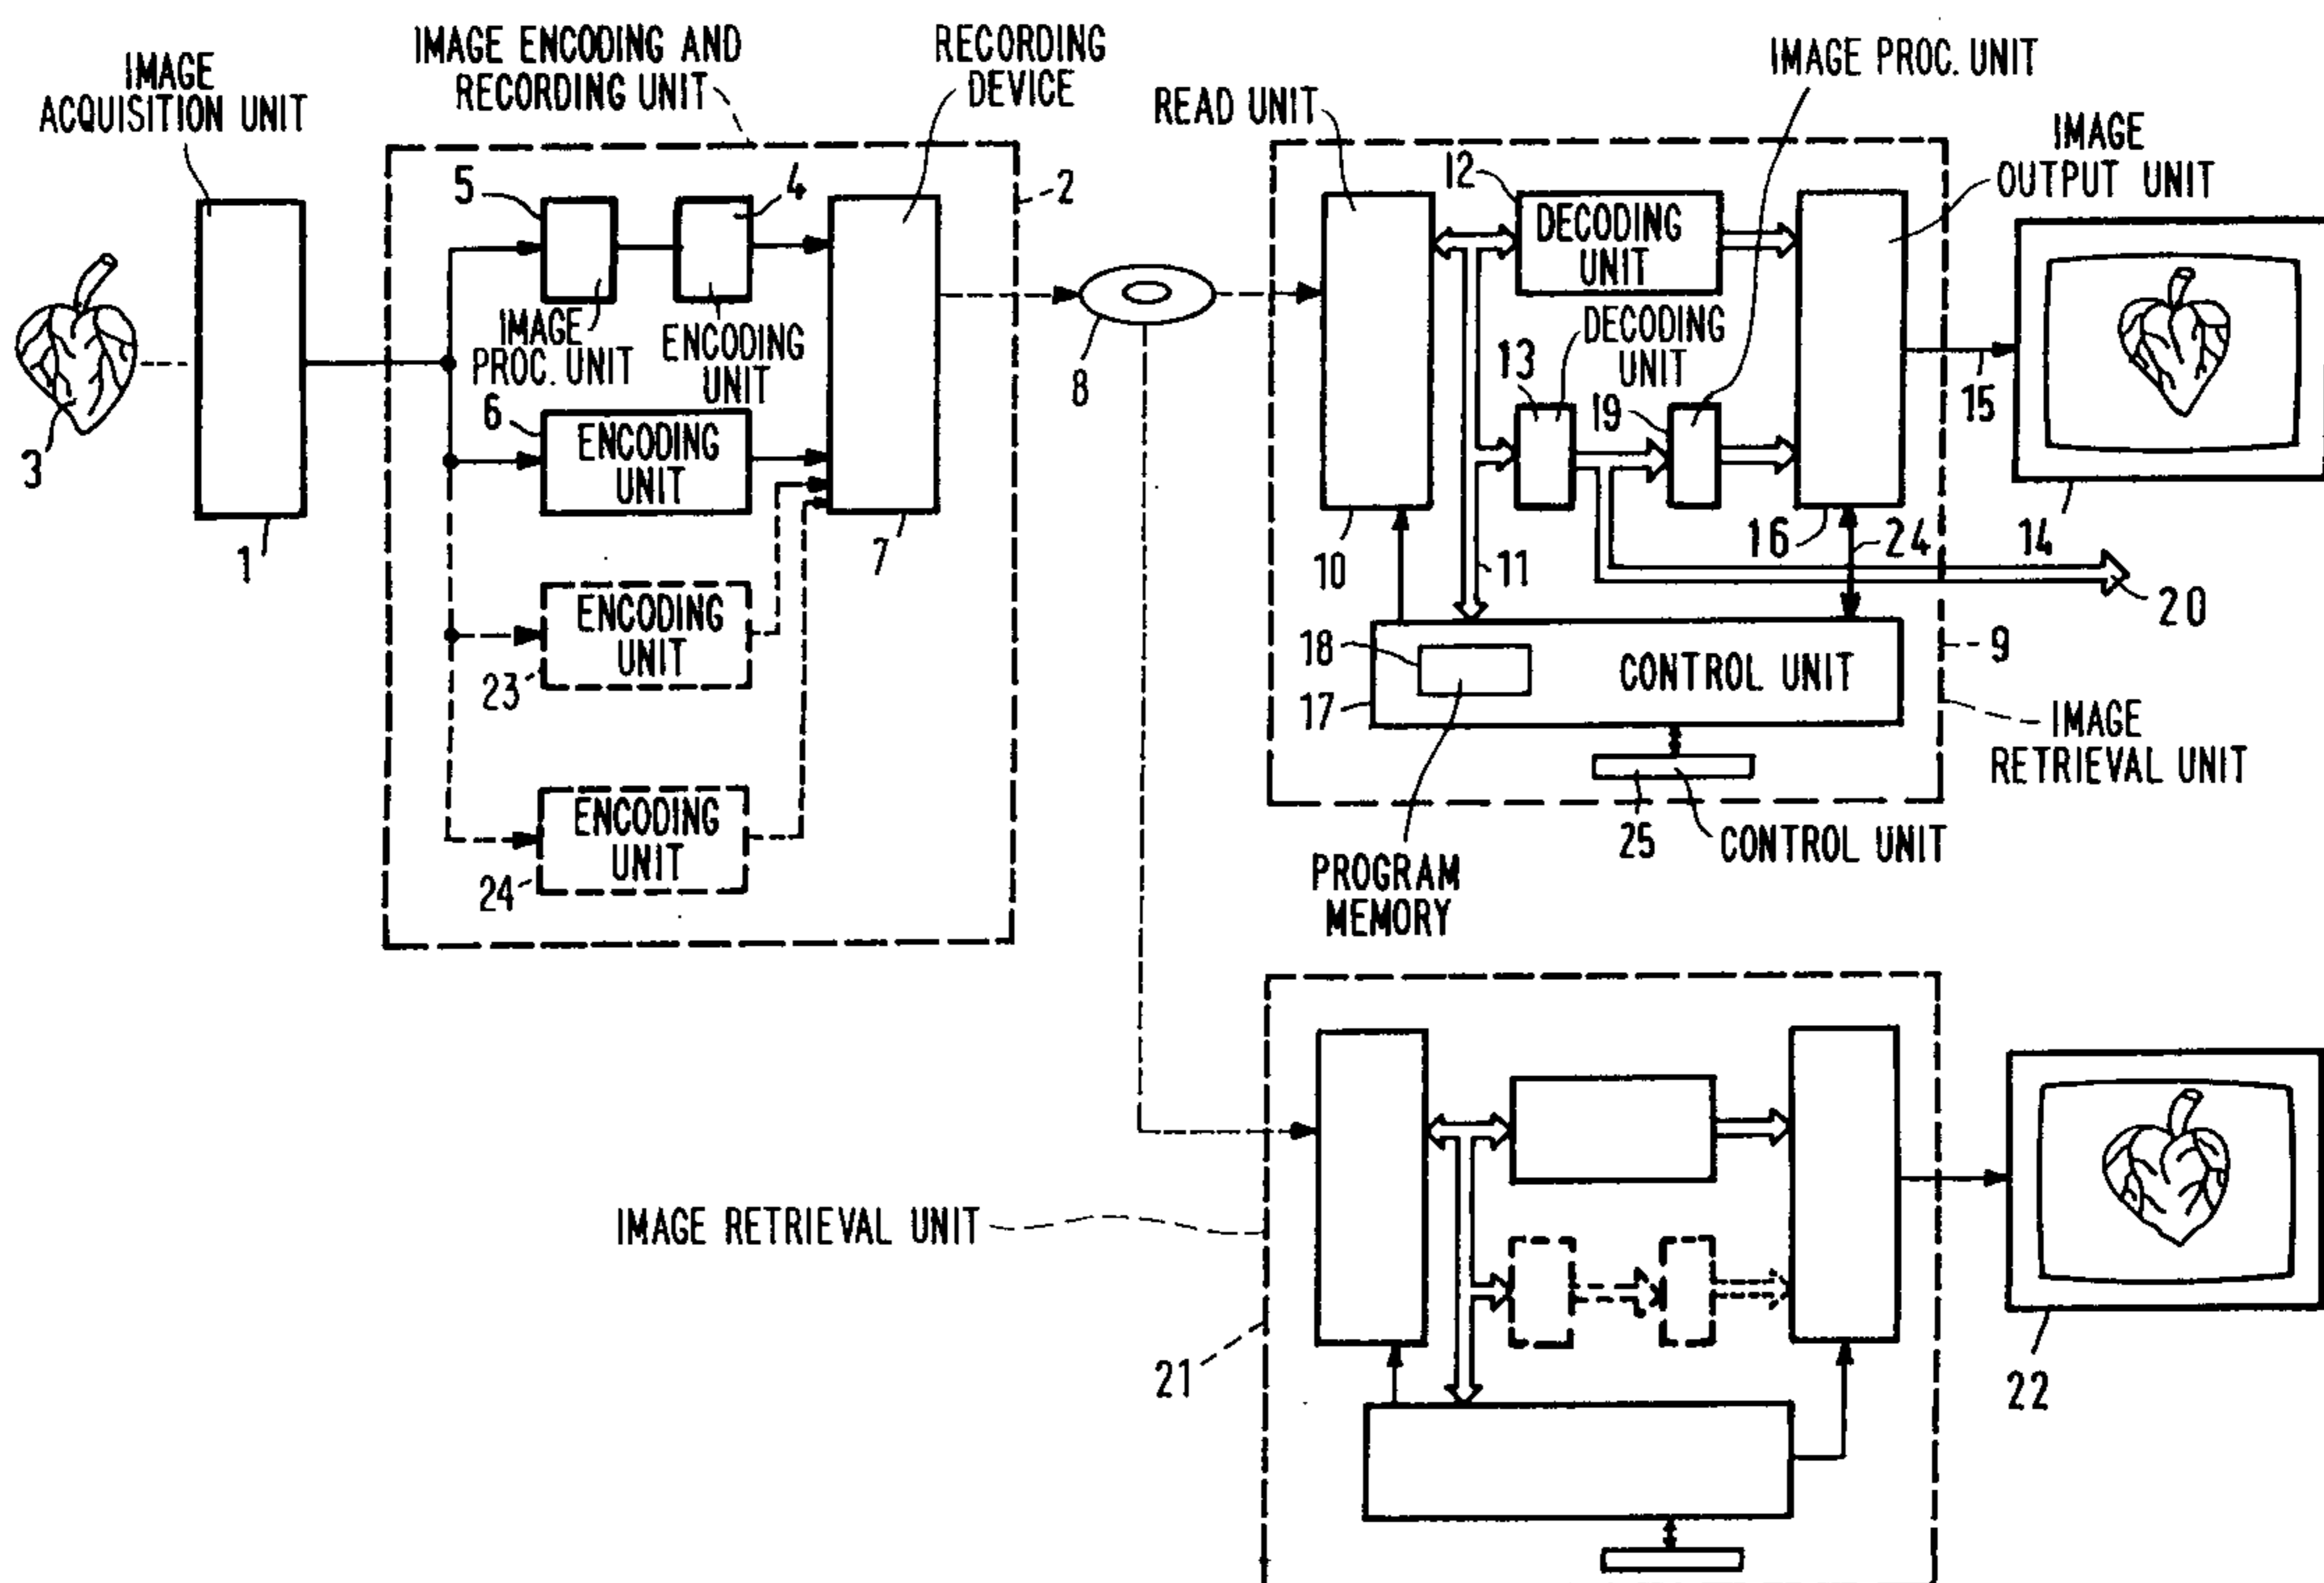 IMAGE
ACQUISITION UNIT
IMAGE ENCODING AND
RECORDING UNIT
RECORDING
DEVICE
READ UNIT
IMAGE PROC. UNIT
IMAGE
OUTPUT UNIT
5
4
2
12
DECODING
UNIT
IMAGE
PROC. UNIT
ENCODING
UNIT
8
DECODING
UNIT
13
19
15
3
6
ENCODING
UNIT
1
7
10
11
16
24
14
20
ENCODING
UNIT
23
18
17
CONTROL UNIT
9
IMAGE
RETRIEVAL UNIT
ENCODING
UNIT
24
25
CONTROL UNIT
PROGRAM
MEMORY
IMAGE RETRIEVAL UNIT
21
22